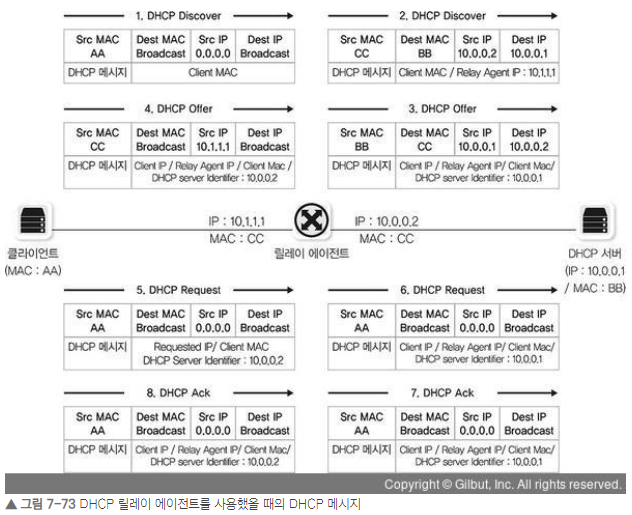 1. DHCP Discover
Src MAC Dest MAC Src IP Dest IP
AA Broadcast 0.0.0.0 Broadcast
DHCP 메시지 Client MAC
2. DHCP Discover
Src MAC Dest MAC Src IP Dest IP
CC BB 10.0.0.2 10.0.0.1
DHCP 메시지 Client MAC / Relay Agent IP : 10.1.1.1
4. DHCP Offer
Src MAC Dest MAC Src IP Dest IP
CC Broadcast 10.1.1.1 Broadcast
DHCP 메시지 Client IP / Relay Agent IP / Client Mac /
DHCP server Identifier : 10.0.0.2
3. DHCP Offer
Src MAC Dest MAC Src IP Dest IP
BB CC 10.0.0.1 10.0.0.2
DHCP 메시지 Client IP / Relay Agent IP / Client Mac/
DHCP server Identifier : 10.0.0.1
IP : 10.1.1.1
MAC : CC
IP : 10.0.0.2
MAC : CC
클라이언트
(MAC : AA)
릴레이 에이전트
DHCP 서버
(IP : 10.0.0.1
/ MAC : BB)
5. DHCP Request
Src MAC Dest MAC Src IP Dest IP
AA Broadcast 0.0.0.0 Broadcast
DHCP 메시지 Requested IP/ Client MAC
DHCP Server Identifier : 10.0.0.2
6. DHCP Request
Src MAC Dest MAC Src IP Dest IP
AA Broadcast 0.0.0.0 Broadcast
DHCP 메시지 Client IP / Relay Agent IP/ Client Mac/
DHCP server Identifier : 10.0.0.1
8. DHCP Ack
Src MAC Dest MAC Src IP Dest IP
AA Broadcast 0.0.0.0 Broadcast
DHCP 메시지 Client IP / Relay Agent IP/ Client Mac/
DHCP server Identifier : 10.0.0.2
7. DHCP Ack
Src MAC Dest MAC Src IP Dest IP
AA Broadcast 0.0.0.0 Broadcast
DHCP 메시지 Client IP / Relay Agent IP/ Client Mac/
DHCP server Identifier : 10.0.0.1
Copyright © Gilbut, Inc. All rights reserved.
▲ 그림 7-73 DHCP 릴레이 에이전트를 사용했을 때의 DHCP 메시지